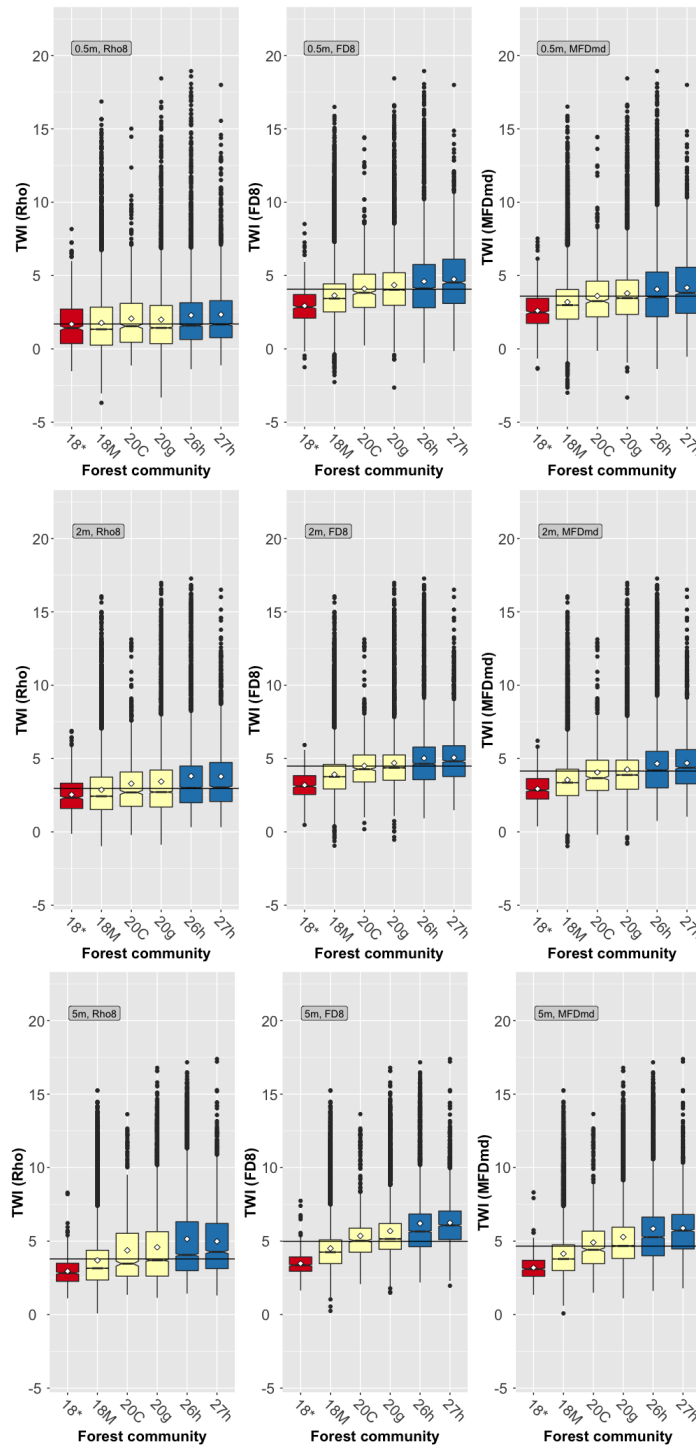 0.5m, Rho8
0.5m, FD8
0.5m, MFDmd
20
15
10
5
0
-5
TWI (Rho)
20
15
10
5
0
-5
TWI (FD8)
20
15
10
5
0
-5
TWI (MFDmd)
18*
18M
20C
20g
26h
27h
18*
18M
20C
20g
26h
27h
18*
18M
20C
20g
26h
27h
Forest community
Forest community
Forest community
2m, Rho8
2m, FD8
2m, MFDmd
20
15
10
5
0
-5
TWI (Rho)
20
15
10
5
0
-5
TWI (FD8)
20
15
10
5
0
-5
TWI (MFDmd)
18*
18M
20C
20g
26h
27h
18*
18M
20C
20g
26h
27h
18*
18M
20C
20g
26h
27h
Forest community
Forest community
Forest community
5m, Rho8
5m, FD8
5m, MFDmd
20
15
10
5
0
-5
TWI (Rho)
20
15
10
5
0
-5
TWI (FD8)
20
15
10
5
0
-5
TWI (MFDmd)
18*
18M
20C
20g
26h
27h
18*
18M
20C
20g
26h
27h
18*
18M
20C
20g
26h
27h
Forest community
Forest community
Forest community